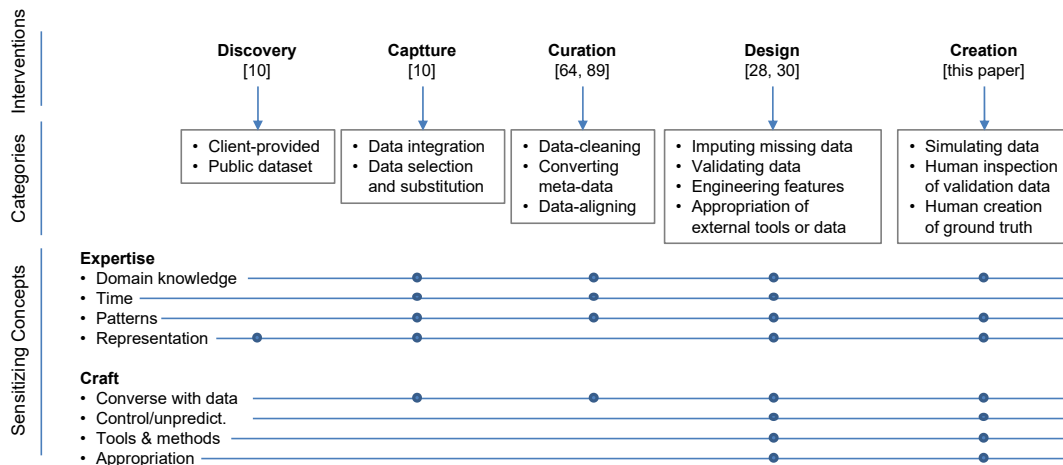 Interventions
Discovery
[10]
Captture
[10]
Curation
[64, 89]
Design
[28, 30]
Creation
[this paper]
Categories
• Client-provided
• Public dataset
• Data integration
• Data selection
and substitution
• Data-cleaning
• Converting
meta-data
• Data-aligning
• Imputing missing data
• Validating data
• Engineering features
• Appropriation of
external tools or data
• Simulating data
• Human inspection
of validation data
• Human creation
of ground truth
Sensitizing Concepts
Expertise
• Domain knowledge
• Time
• Patterns
• Representation
Craft
• Converse with data
• Control/unpredict.
• Tools & methods
• Appropriation